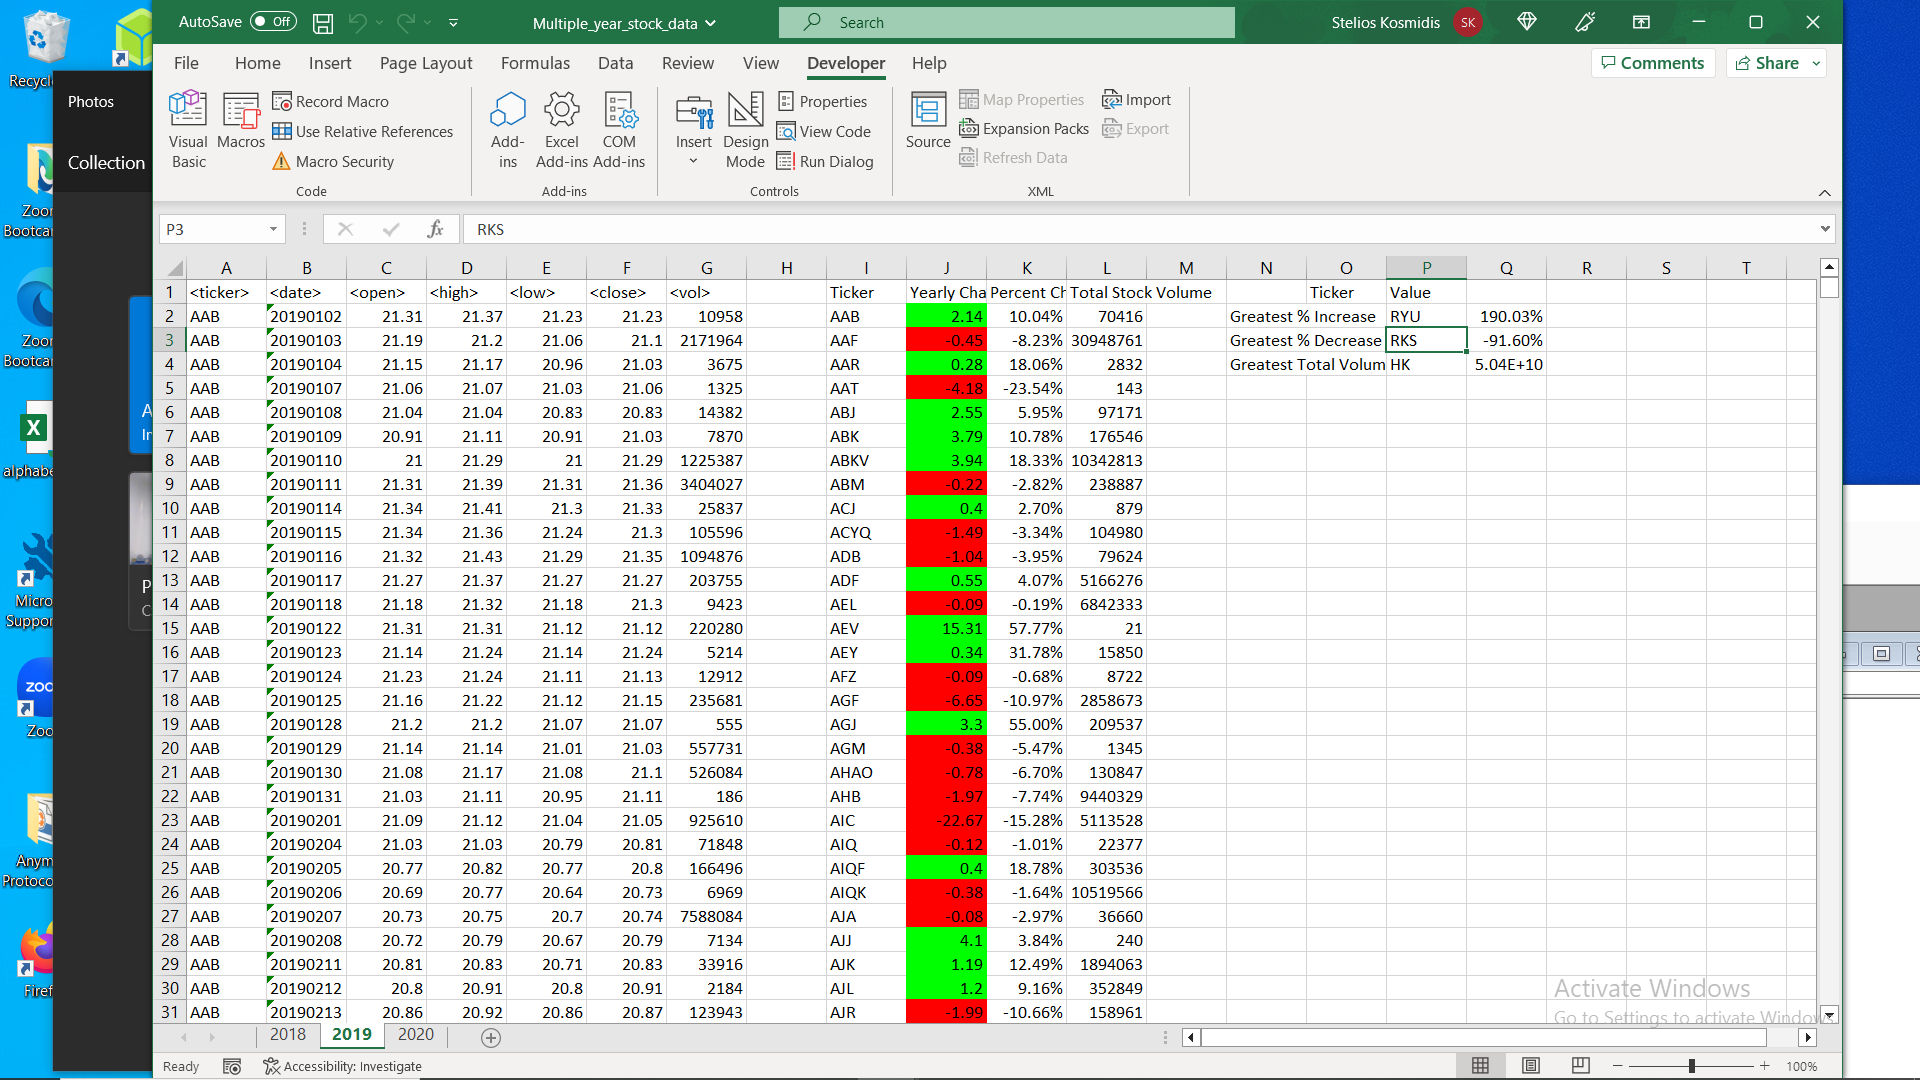 AutoSave Off Multiple_year_stock_data Search Stelios Kosmidis SK
File Home Insert Page Layout Formulas Data Review View Developer Help Comments Share
Visual Basic Macros Record Macro Use Relative References Macro Security Code
Add-ins Excel Add-ins COM Add-ins Add-ins
Insert Design Mode Properties View Code Run Dialog Controls
Source Map Properties Expansion Packs Refresh Data Import Export XML
P3 fx RKS
A B C D E F G H I J K L M N O P Q R S T
1 <ticker> <date> <open> <high> <low> <close> <vol> Ticker Yearly Cha Percent Ch Total Stock Volume Ticker Value
2 AAB 20190102 21.31 21.37 21.23 21.23 10958 AAB 2.14 10.04% 70416 Greatest % Increase RYU 190.03%
3 AAB 20190103 21.19 21.2 21.06 21.1 2171964 AAF -0.45 -8.23% 30948761 Greatest % Decrease RKS -91.60%
4 AAB 20190104 21.15 21.17 20.96 21.03 3675 AAR 0.28 18.06% 2832 Greatest Total Volum HK 5.04E+10
5 AAB 20190107 21.06 21.07 21.03 21.06 1325 AAT -4.18 -23.54% 143
6 AAB 20190108 21.04 21.04 20.83 20.83 14382 ABJ 2.55 5.95% 97171
7 AAB 20190109 20.91 21.11 20.91 21.03 7870 ABK 3.79 10.78% 176546
8 AAB 20190110 21 21.29 21 21.29 1225387 ABKV 3.94 18.33% 10342813
9 AAB 20190111 21.31 21.39 21.31 21.36 3404027 ABM -0.22 -2.82% 238887
10 AAB 20190114 21.34 21.41 21.3 21.33 25837 ACJ 0.4 2.70% 879
11 AAB 20190115 21.34 21.36 21.24 21.3 105596 ACYQ -1.49 -3.34% 104980
12 AAB 20190116 21.32 21.43 21.29 21.35 1094876 ADB -1.04 -3.95% 79624
13 AAB 20190117 21.27 21.37 21.27 21.27 203755 ADF 0.55 4.07% 5166276
14 AAB 20190118 21.18 21.32 21.18 21.3 9423 AEL -0.09 -0.19% 6842333
15 AAB 20190122 21.31 21.31 21.12 21.12 220280 AEV 15.31 57.77% 21
16 AAB 20190123 21.14 21.24 21.14 21.24 5214 AEY 0.34 31.78% 15850
17 AAB 20190124 21.23 21.24 21.11 21.13 12912 AFZ -0.09 -0.68% 8722
18 AAB 20190125 21.16 21.22 21.12 21.15 235681 AGF -6.65 -10.97% 2858673
19 AAB 20190128 21.2 21.2 21.07 21.07 555 AGJ 3.3 55.00% 209537
20 AAB 20190129 21.14 21.14 21.01 21.03 557731 AGM -0.38 -5.47% 1345
21 AAB 20190130 21.08 21.17 21.08 21.1 526084 AHAO -0.78 -6.70% 130847
22 AAB 20190131 21.03 21.11 20.95 21.11 186 AHB -1.97 -7.74% 9440329
23 AAB 20190201 21.09 21.12 21.04 21.05 925610 AIC -22.67 -15.28% 5113528
24 AAB 20190204 21.03 21.03 20.79 20.81 71848 AIQ -0.12 -1.01% 22377
25 AAB 20190205 20.77 20.82 20.77 20.8 166496 AIQF 0.4 18.78% 303536
26 AAB 20190206 20.69 20.77 20.64 20.73 6969 AIQK -0.38 -1.64% 10519566
27 AAB 20190207 20.73 20.75 20.7 20.74 7588084 AJA -0.08 -2.97% 36660
28 AAB 20190208 20.72 20.79 20.67 20.79 7134 AJJ 4.1 3.84% 240
29 AAB 20190211 20.81 20.83 20.71 20.83 33916 AJK 1.19 12.49% 1894063
30 AAB 20190212 20.8 20.91 20.8 20.91 2184 AJL 1.2 9.16% 352849
31 AAB 20190213 20.86 20.92 20.86 20.87 123943 AJR -1.99 -10.66% 158961
2018 2019 2020
Ready Accessibility: Investigate 100%
Activate Windows
Go to Settings to activate Windows.
Photos
Collection
Recycl
Zoo
Bootca
Zoo
Bootca
alphabe
Micro
Suppor
zoo
Zoo
Anym
Protoco
Firef